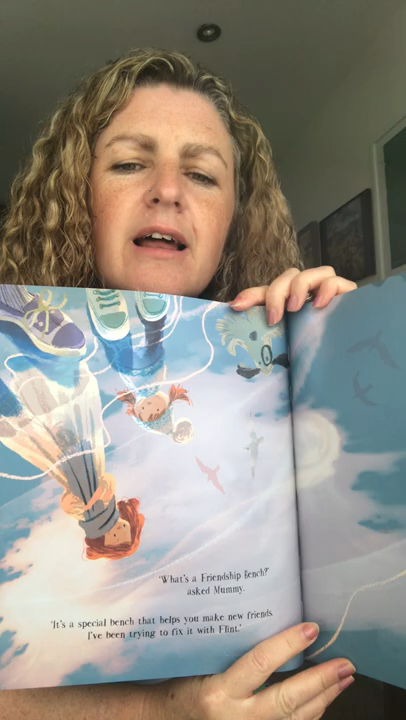 "What's a Friendship Bench?"
asked Mummy.
"It's a special bench that helps you make new friends.
I've been trying to fix it with Flint."